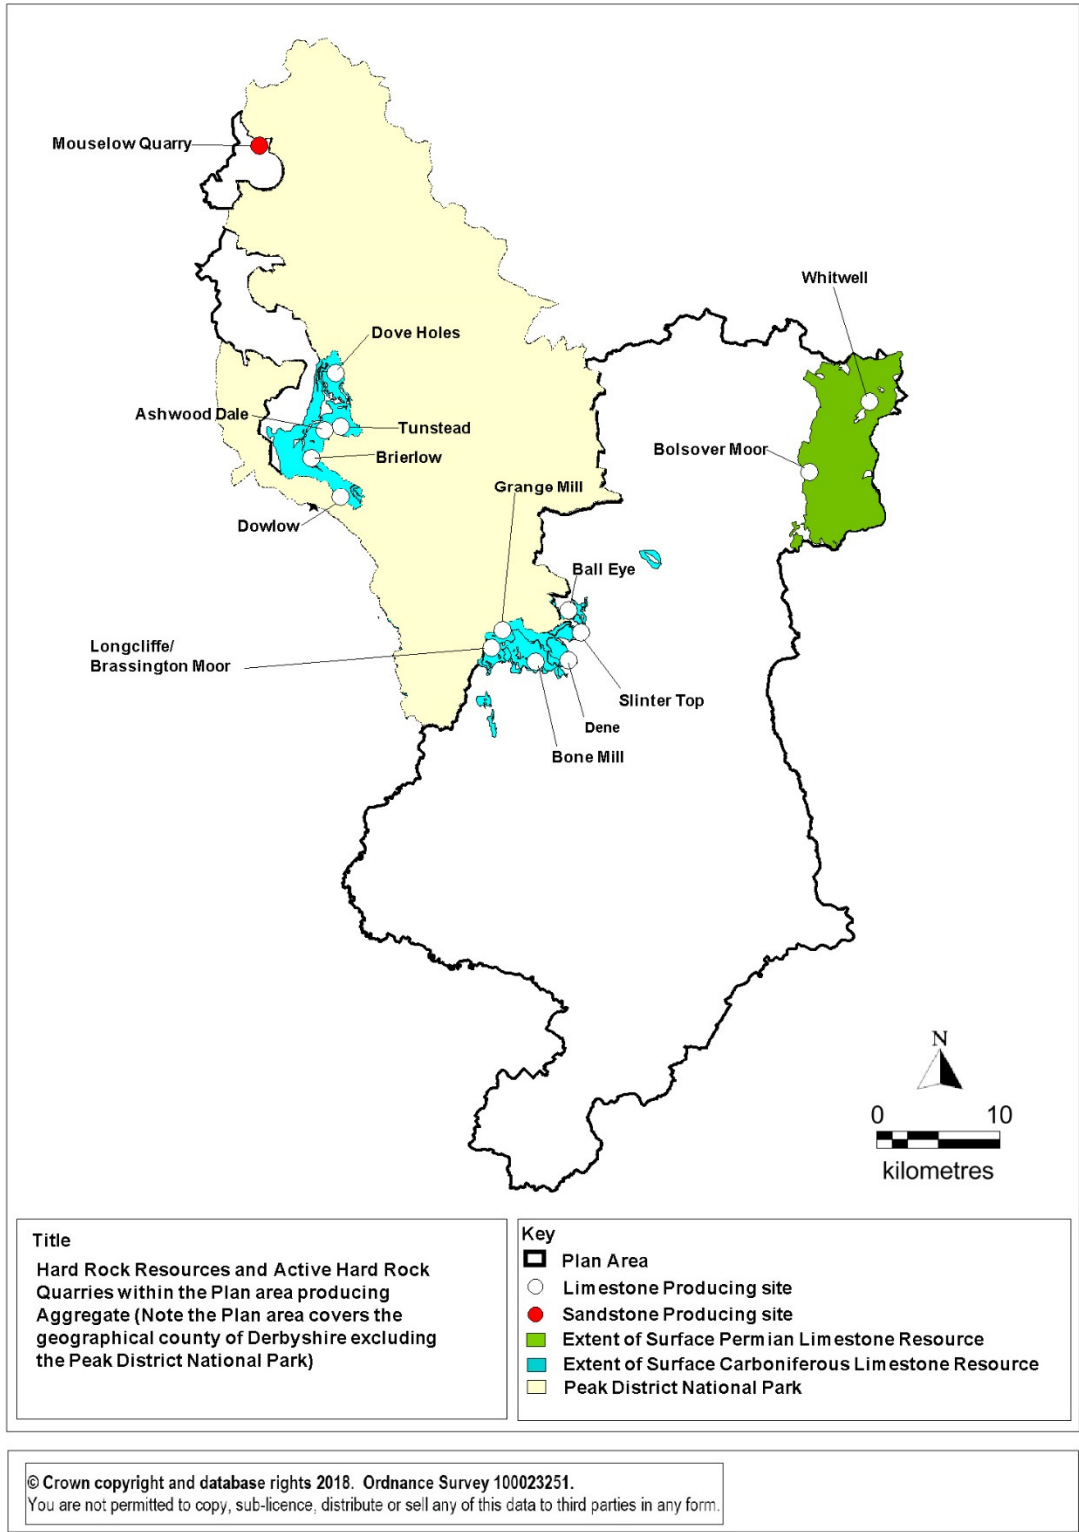 Mouselow Quarry
Whitwell
Dove Holes
Ashwood Dale
Tunstead
Bolsover Moor
Brierlow
Grange Mill
Dowlow
Ball Eye
Longcliffe/
Brassington Moor
Slinter Top
Dene
Bone Mill
N
0 10
kilometres
Title
Hard Rock Resources and Active Hard Rock
Quarries within the Plan area producing
Aggregate (Note the Plan area covers the
geographical county of Derbyshire excluding
the Peak District National Park)
Key
Plan Area
Limestone Producing site
Sandstone Producing site
Extent of Surface Permian Limestone Resource
Extent of Surface Carboniferous Limestone Resource
Peak District National Park
© Crown copyright and database rights 2018. Ordnance Survey 100023251.
You are not permitted to copy, sub-licence, distribute or sell any of this data to third parties in any form.